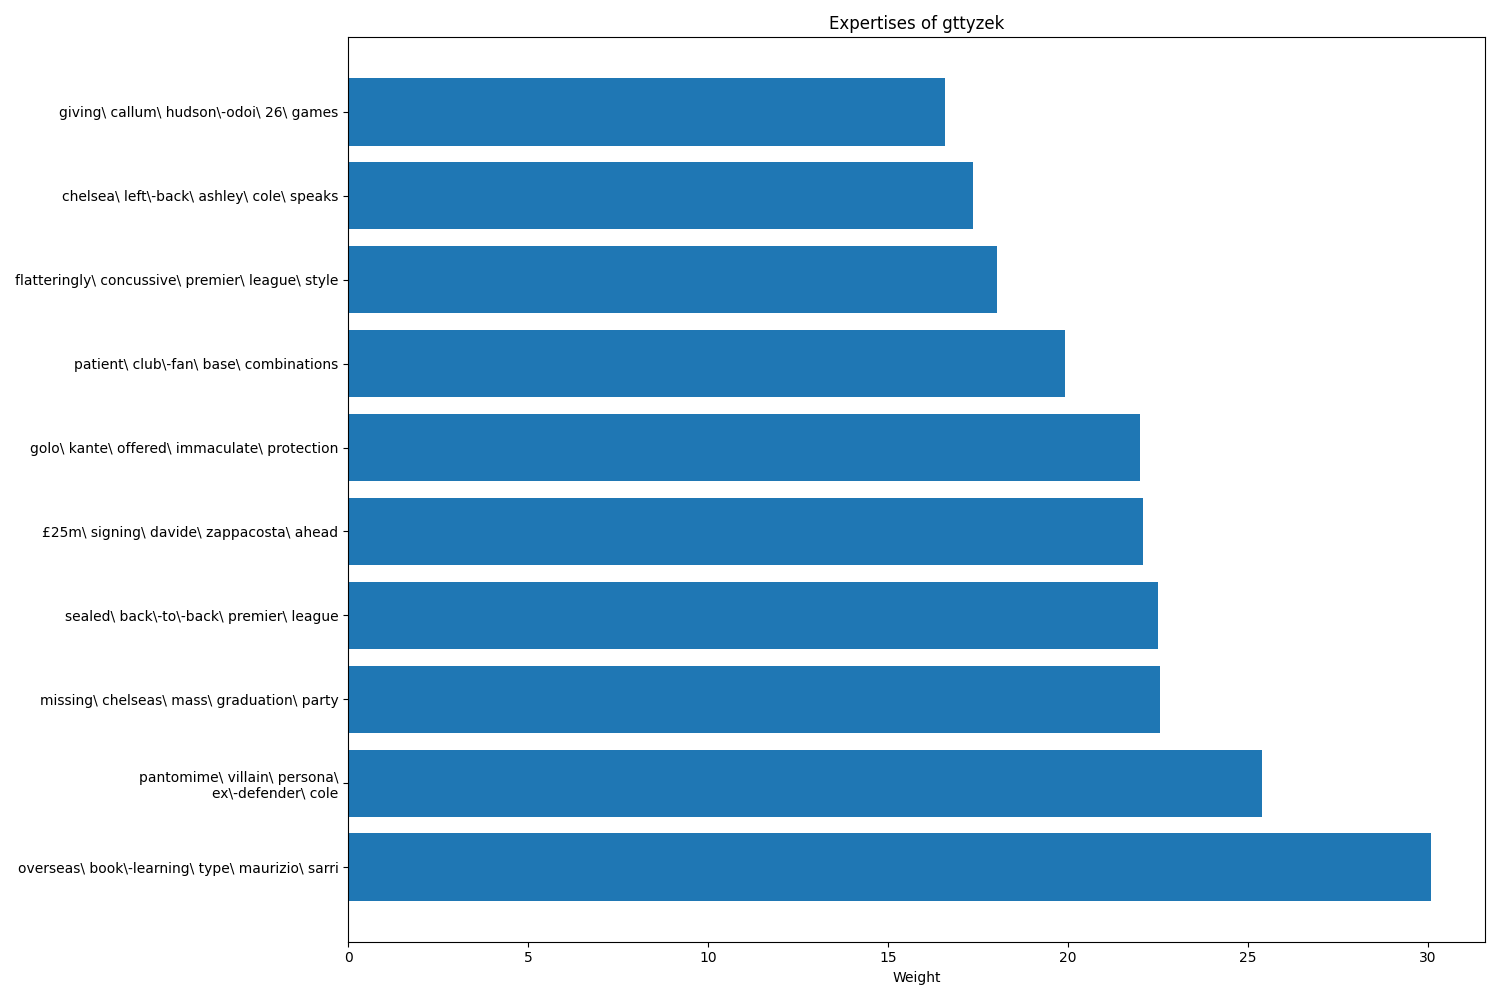 Expertises of gttyzek
giving\ callum\ hudson\-odoi\ 26\ games
chelsea\ left\-back\ ashley\ cole\ speaks
flatteringly\ concussive\ premier\ league\ style
patient\ club\-fan\ base\ combinations
golo\ kante\ offered\ immaculate\ protection
£25m\ signing\ davide\ zappacosta\ ahead
sealed\ back\-to\-back\ premier\ league
missing\ chelseas\ mass\ graduation\ party
pantomime\ villain\ persona\
ex\-defender\ cole
overseas\ book\-learning\ type\ maurizio\ sarri
0 5 10 15 20 25 30
Weight